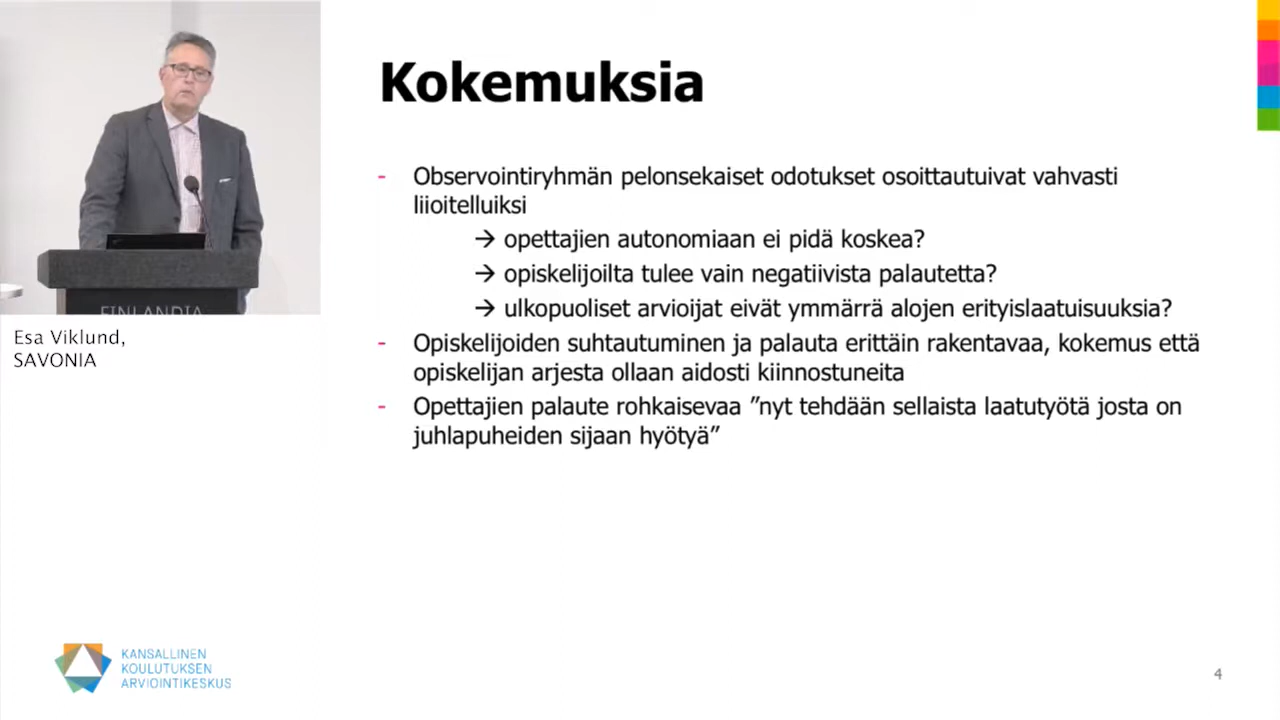 Kokemuksia
- Observointiryhmän pelonsekaiset odotukset osoittautuivat vahvasti
liioitelluiksi
→ opettajien autonomiaan ei pidä koskea?
→ opiskelijoilta tulee vain negatiivista palautetta?
→ ulkopuoliset arvioijat eivät ymmärrä alojen erityislaatuisuuksia?
- Opiskelijoiden suhtautuminen ja palauta erittäin rakentavaa, kokemus että
opiskelijan arjesta ollaan aidosti kiinnostuneita
- Opettajien palaute rohkaisevaa ”nyt tehdään sellaista laatutyötä josta on
juhlapuheiden sijaan hyötyä”
FINLANDIA
Esa Viklund,
SAVONIA
KANSALLINEN
KOULUTUKSEN
ARVIOINTIKESKUS
4